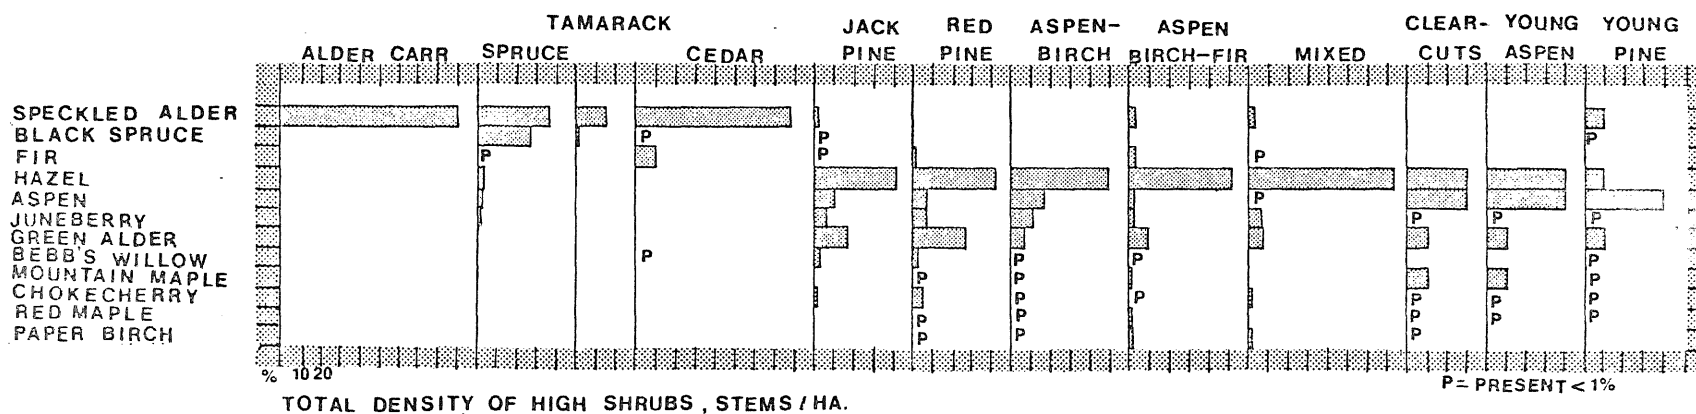 TAMARACK
JACK RED ASPEN- ASPEN CLEAR- YOUNG YOUNG
ALDER CARR SPRUCE CEDAR PINE PINE BIRCH BIRCH-FIR MIXED CUTS ASPEN PINE
SPECKLED ALDER
BLACK SPRUCE P P P
FIR P P P
HAZEL
ASPEN P
JUNEBERRY P P P
GREEN ALDER
BEBB'S WILLOW P P P P
MOUNTAIN MAPLE P P P
CHOKECHERRY P P P P P
RED MAPLE P P P P P
PAPER BIRCH P P P
% 10 20
P = PRESENT < 1%
TOTAL DENSITY OF HIGH SHRUBS, STEMS / HA.